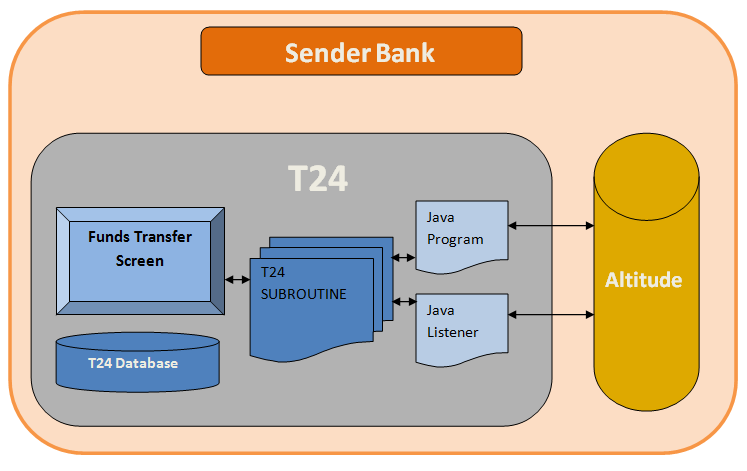 Sender Bank
T24
Funds Transfer
Screen
T24
SUBROUTINE
Java
Program
Java
Listener
T24 Database
Altitude